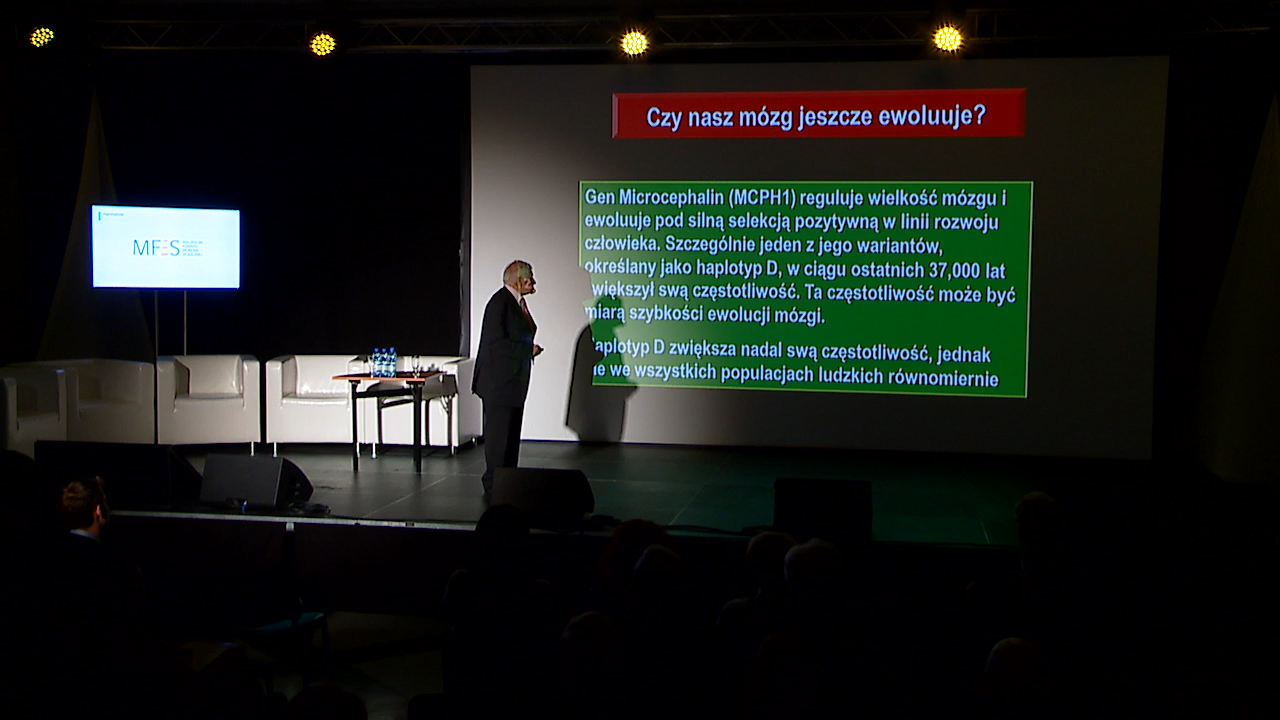 Czy nasz mózg jeszcze ewoluuje?
Gen Microcephalin (MCPH1) reguluje wielkość mózgu i
ewoluuje pod silną selekcją pozytywną w linii rozwoju
człowieka. Szczególnie jeden z jego wariantów,
określany jako haplotyp D, w ciągu ostatnich 37,000 lat
większył swą częstotliwość. Ta częstotliwość może być
miarą szybkości ewolucji mózgi.
aplotyp D zwiększa nadal swą częstotliwość, jednak
ne we wszystkich populacjach ludzkich równomiernie
MFES